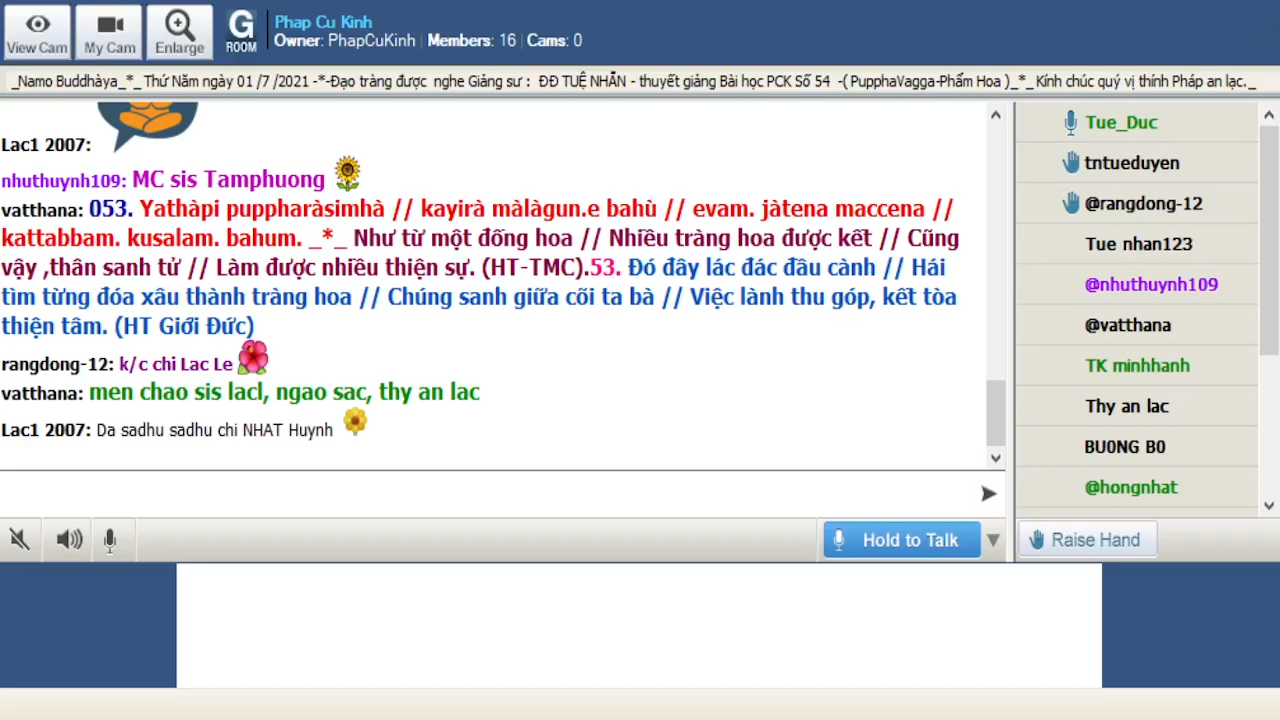 View Cam
My Cam
Enlarge
G
ROOM
Phap Cu Kinh
Owner: PhapCuKinh | Members: 16 | Cams: 0
_Namo Buddhàya_*_ Thứ Năm ngày 01 /7 /2021 -*-Đạo tràng được nghe Giảng sư : ĐĐ TUỆ NHẪN - thuyết giảng Bài học PCK Số 54 -( PupphaVagga-Phẩm Hoa )_*_ Kính chúc quý vị thính Pháp an lạc._
Lac1 2007:
nhuthuynh109: MC sis Tamphuong
vatthana: 053. Yathàpi puppharàsimhà // kayirà màlàgun.e bahù // evam. jàtena maccena //
kattabbam. kusalam. bahum. _*_ Như từ một đống hoa // Nhiều tràng hoa được kết // Cũng
vậy ,thân sanh tử // Làm được nhiều thiện sự. (HT-TMC).53. Đó đây lác đác đầu cành // Hái
tìm từng đóa xâu thành tràng hoa // Chúng sanh giữa cõi ta bà // Việc lành thu góp, kết tòa
thiện tâm. (HT Giới Đức)
rangdong-12: k/c chi Lac Le
vatthana: men chao sis lacl, ngao sac, thy an lac
Lac1 2007: Da sadhu sadhu chi NHAT Huynh
Tue_Duc
tntueduyen
@rangdong-12
Tue nhan123
@nhuthuynh109
@vatthana
TK minhhanh
Thy an lac
BU0NG B0
@hongnhat
Hold to Talk
Raise Hand